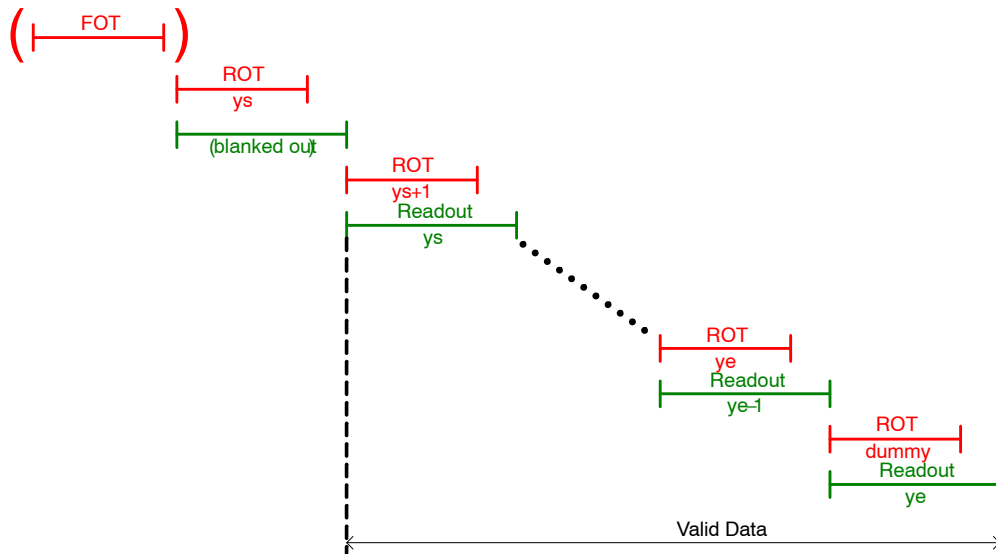 ( FOT )
ROT
ys
(blanked out)
ROT
ys+1
Readout
ys
ROT
ye
Readout
ye–1
ROT
dummy
Readout
ye
Valid Data